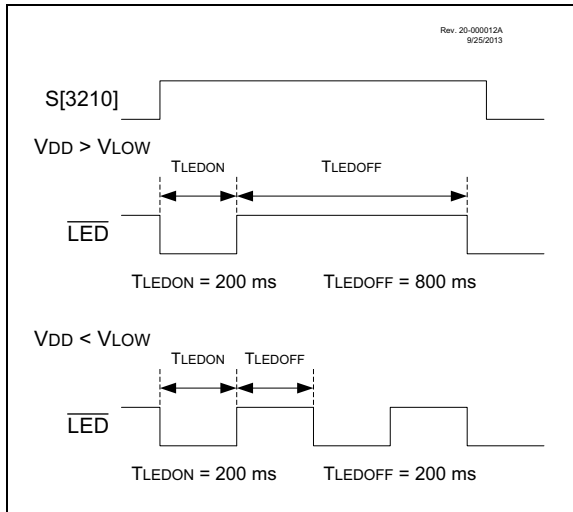 Rev. 20-000012A
9/25/2013
S[3210]
VDD > VLOW
TLEDON TLEDOFF
LED
TLEDON = 200 ms TLEDOFF = 800 ms
VDD < VLOW
TLEDON TLEDOFF
LED
TLEDON = 200 ms TLEDOFF = 200 ms